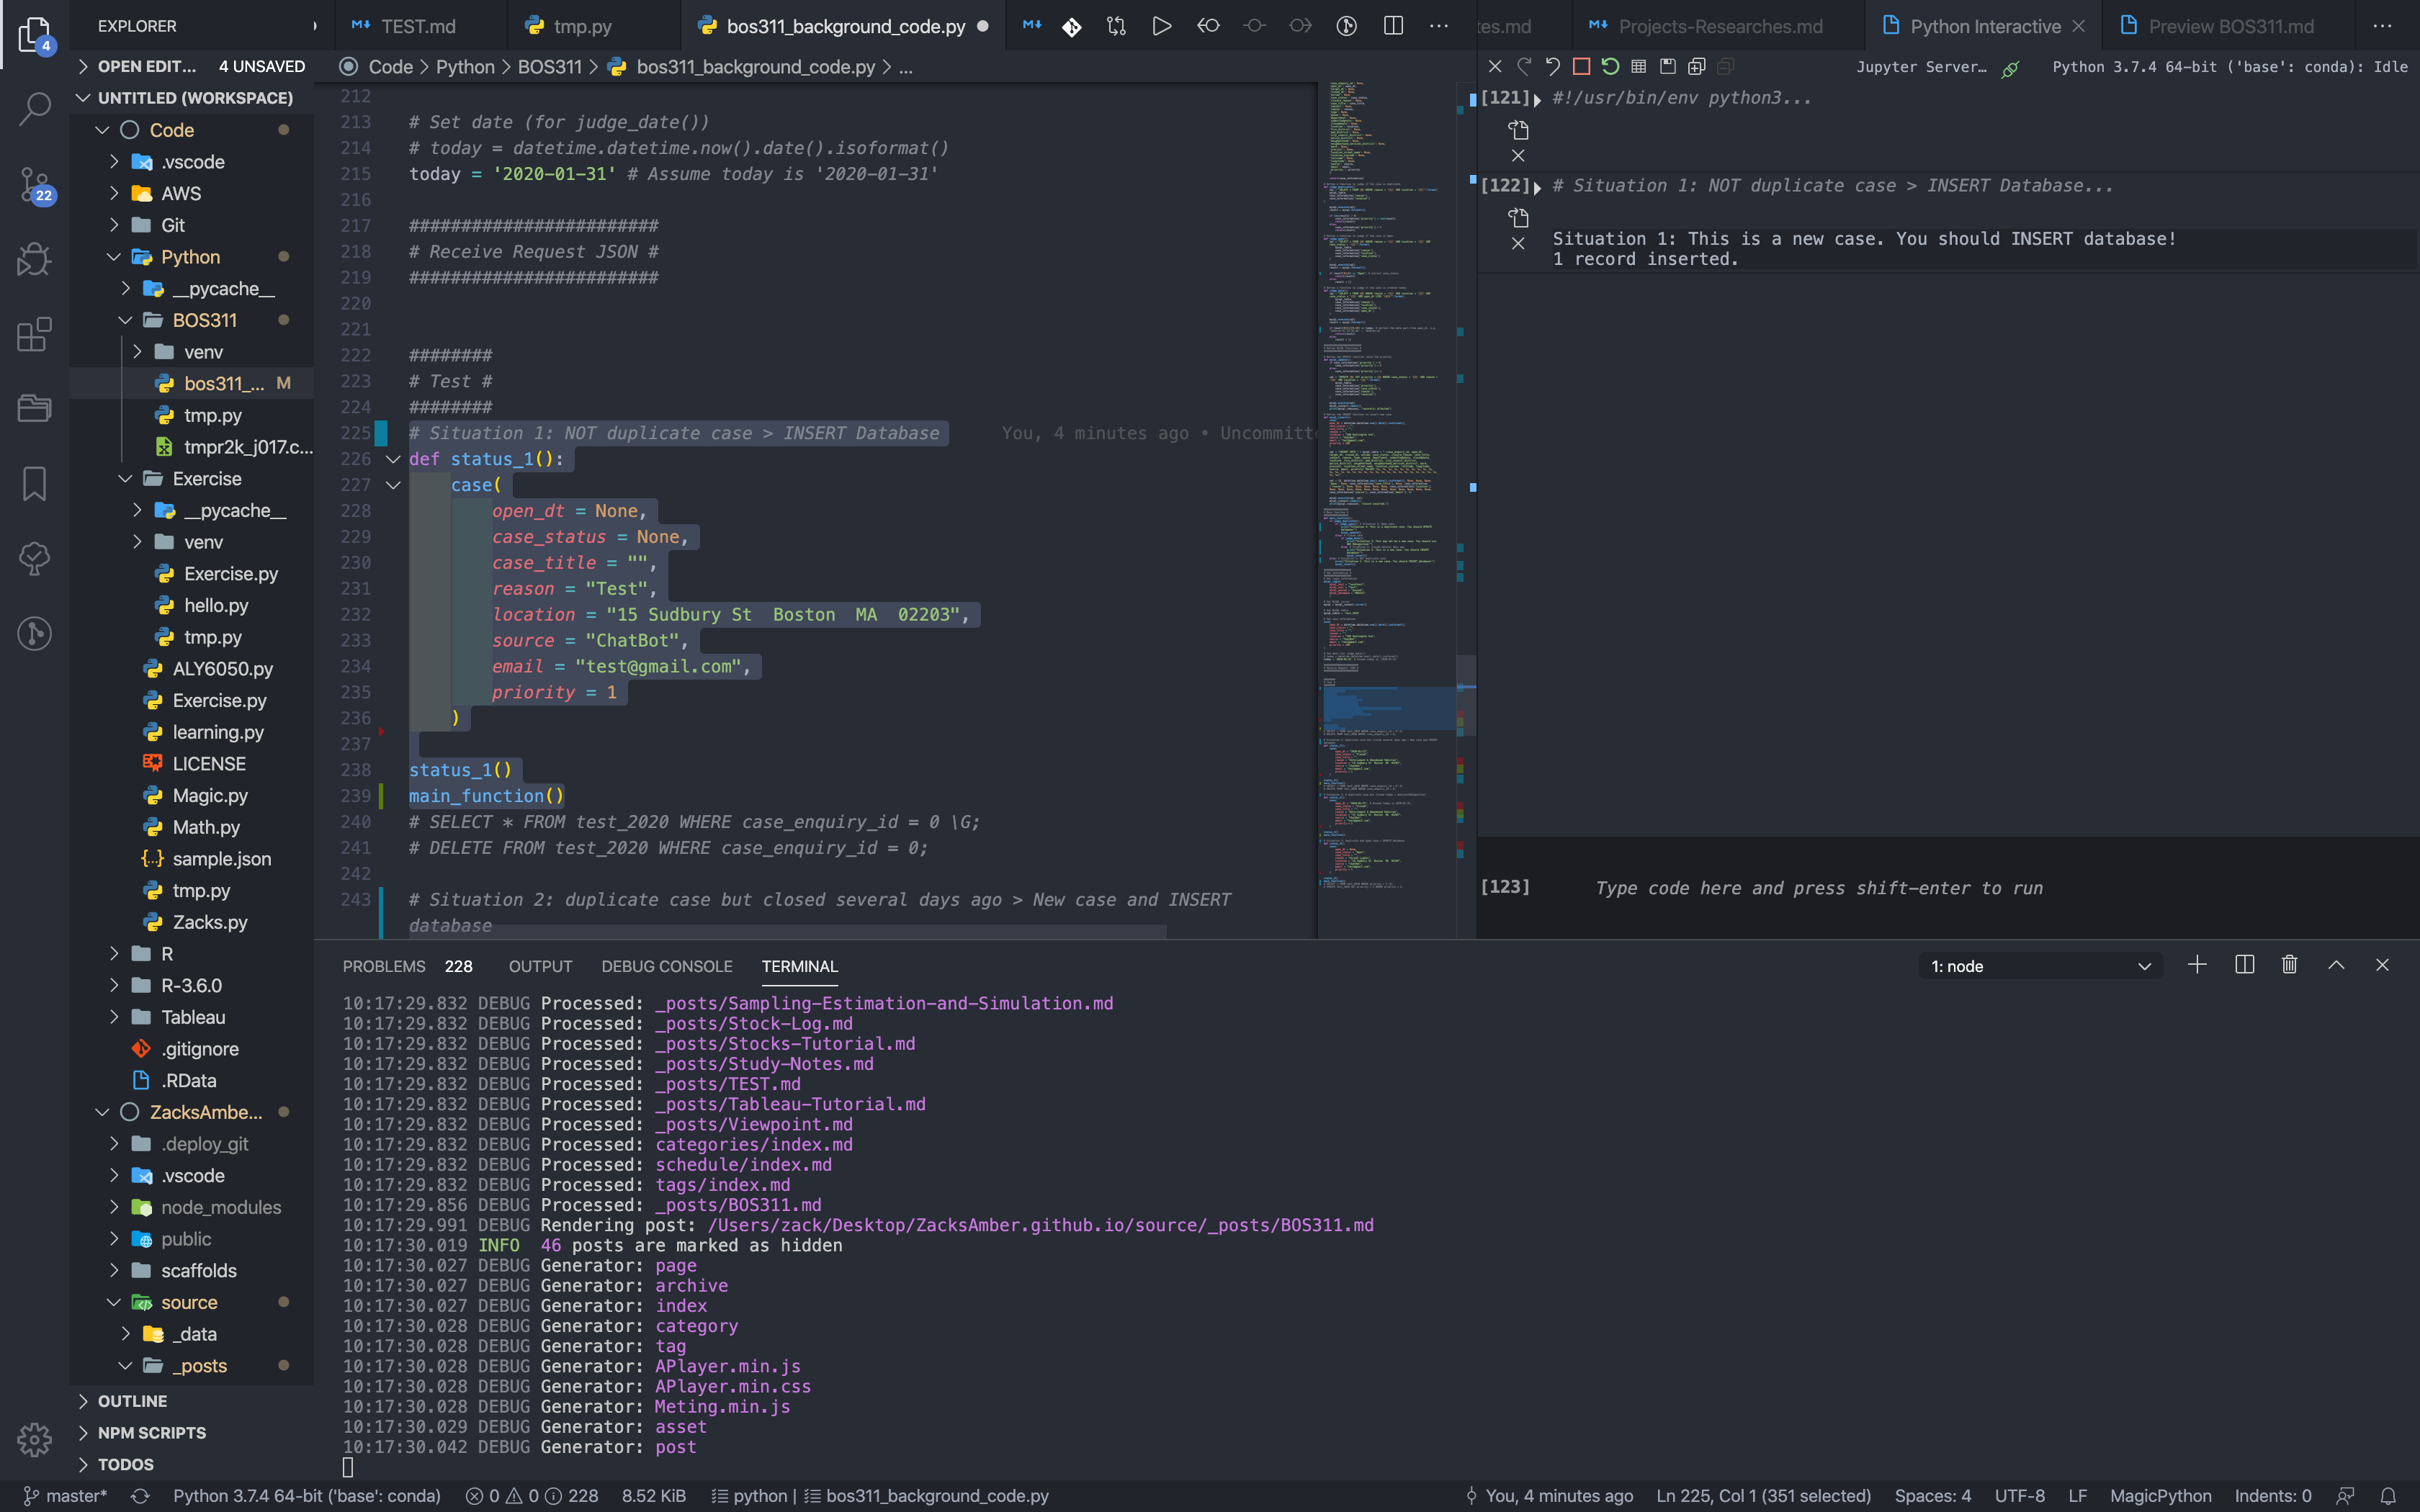 EXPLORER
TEST.md
tmp.py
bos311_background_code.py
tes.md
Projects-Researches.md
Python Interactive
Preview BOS311.md
4
OPEN EDIT... 4 UNSAVED
Code > Python > BOS311 > bos311_background_code.py > ...
Jupyter Server...
Python 3.7.4 64-bit ('base': conda): Idle
UNTITLED (WORKSPACE)
Code
.vscode
AWS
22
Git
Python
__pycache__
BOS311
venv
bos311_... M
tmp.py
tmpr2k_j017.c...
Exercise
__pycache__
venv
Exercise.py
hello.py
tmp.py
ALY6050.py
Exercise.py
learning.py
LICENSE
Magic.py
Math.py
sample.json
tmp.py
Zacks.py
R
R-3.6.0
Tableau
.gitignore
.RData
ZacksAmbe...
.deploy_git
.vscode
node_modules
public
scaffolds
source
_data
_posts
OUTLINE
NPM SCRIPTS
TODOS
212
213 # Set date (for judge_date())
214 # today = datetime.datetime.now().date().isoformat()
215 today = '2020-01-31' # Assume today is '2020-01-31'
216
217 ########################
218 # Receive Request JSON #
219 ########################
220
221
222 ########
223 # Test #
224 ########
225 # Situation 1: NOT duplicate case > INSERT Database You, 4 minutes ago • Uncommitt
226 def status_1():
227 case(
228 open_dt = None,
229 case_status = None,
230 case_title = "",
231 reason = "Test",
232 location = "15 Sudbury St  Boston  MA  02203",
233 source = "ChatBot",
234 email = "test@gmail.com",
235 priority = 1
236 )
237
238 status_1()
239 main_function()
240 # SELECT * FROM test_2020 WHERE case_enquiry_id = 0 \G;
241 # DELETE FROM test_2020 WHERE case_enquiry_id = 0;
242
243 # Situation 2: duplicate case but closed several days ago > New case and INSERT
database
[121] #!/usr/bin/env python3...
[122] # Situation 1: NOT duplicate case > INSERT Database...
Situation 1: This is a new case. You should INSERT database!
1 record inserted.
[123] Type code here and press shift-enter to run
PROBLEMS 228 OUTPUT DEBUG CONSOLE TERMINAL
1: node
10:17:29.832 DEBUG Processed: _posts/Sampling-Estimation-and-Simulation.md
10:17:29.832 DEBUG Processed: _posts/Stock-Log.md
10:17:29.832 DEBUG Processed: _posts/Stocks-Tutorial.md
10:17:29.832 DEBUG Processed: _posts/Study-Notes.md
10:17:29.832 DEBUG Processed: _posts/TEST.md
10:17:29.832 DEBUG Processed: _posts/Tableau-Tutorial.md
10:17:29.832 DEBUG Processed: _posts/Viewpoint.md
10:17:29.832 DEBUG Processed: categories/index.md
10:17:29.832 DEBUG Processed: schedule/index.md
10:17:29.832 DEBUG Processed: tags/index.md
10:17:29.856 DEBUG Processed: _posts/BOS311.md
10:17:29.991 DEBUG Rendering post: /Users/zack/Desktop/ZacksAmber.github.io/source/_posts/BOS311.md
10:17:30.019 INFO  46 posts are marked as hidden
10:17:30.027 DEBUG Generator: page
10:17:30.027 DEBUG Generator: archive
10:17:30.027 DEBUG Generator: index
10:17:30.028 DEBUG Generator: category
10:17:30.028 DEBUG Generator: tag
10:17:30.028 DEBUG Generator: APlayer.min.js
10:17:30.028 DEBUG Generator: APlayer.min.css
10:17:30.028 DEBUG Generator: Meting.min.js
10:17:30.029 DEBUG Generator: asset
10:17:30.042 DEBUG Generator: post
master* Python 3.7.4 64-bit ('base': conda) 0 0 228 8.52 KiB python | bos311_background_code.py You, 4 minutes ago Ln 225, Col 1 (351 selected) Spaces: 4 UTF-8 LF MagicPython Indents: 0